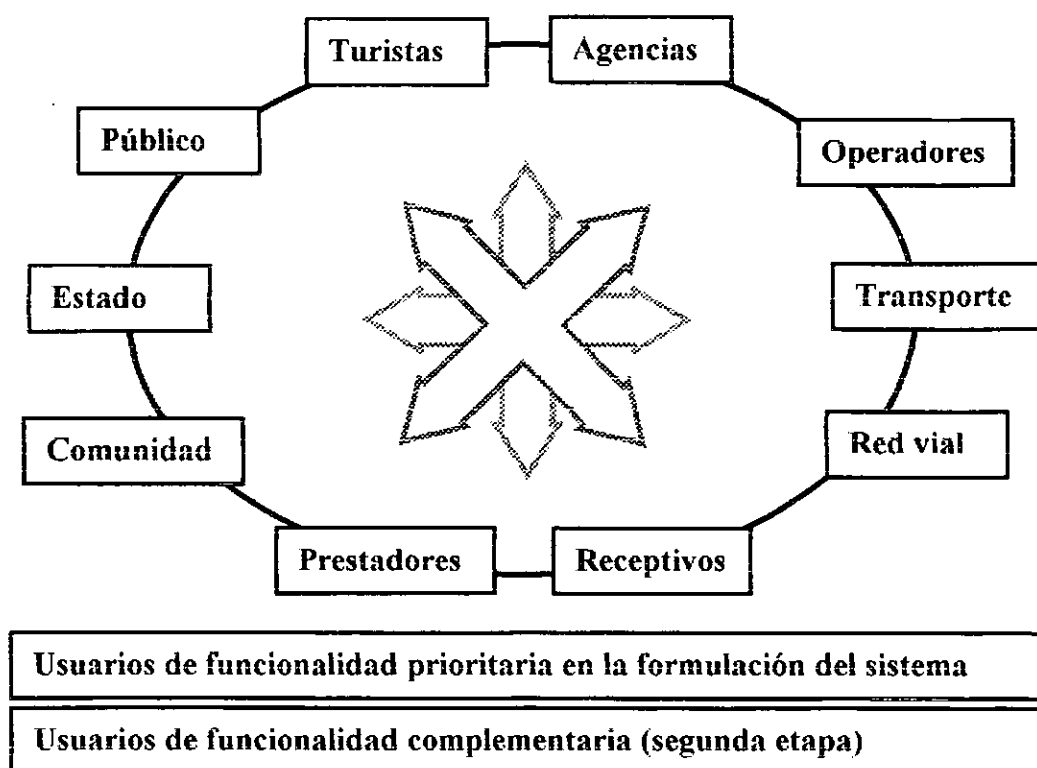 Turistas
Agencias
Público
Operadores
Estado
Transporte
Comunidad
Red vial
Prestadores
Receptivos
Usuarios de funcionalidad prioritaria en la formulación del sistema
Usuarios de funcionalidad complementaria (segunda etapa)